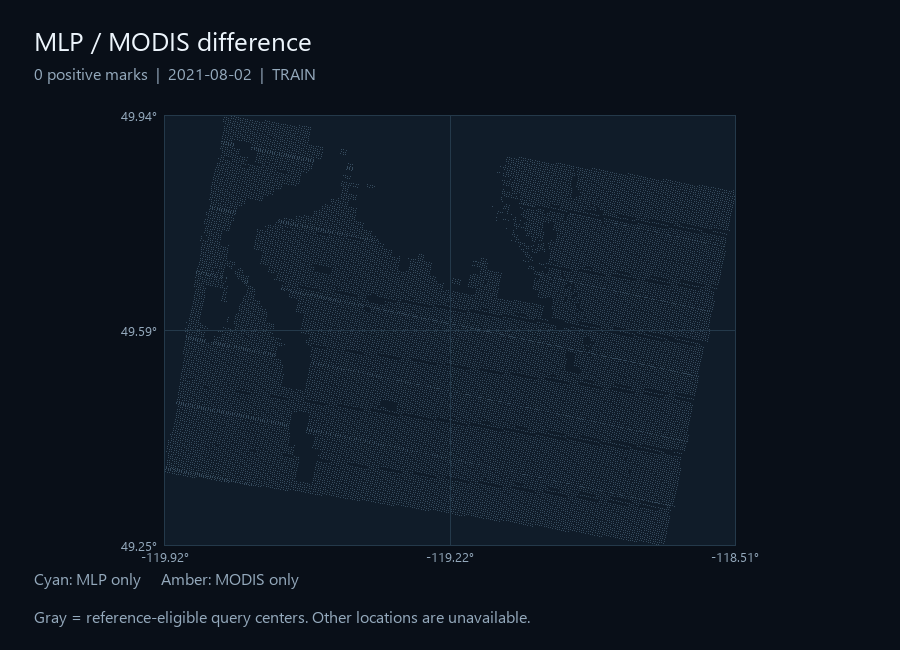 MLP / MODIS difference
0 positive marks | 2021-08-02 | TRAIN
49.94°
49.59°
49.25°
-119.92° -119.22° -118.51°
Cyan: MLP only Amber: MODIS only
Gray = reference-eligible query centers. Other locations are unavailable.